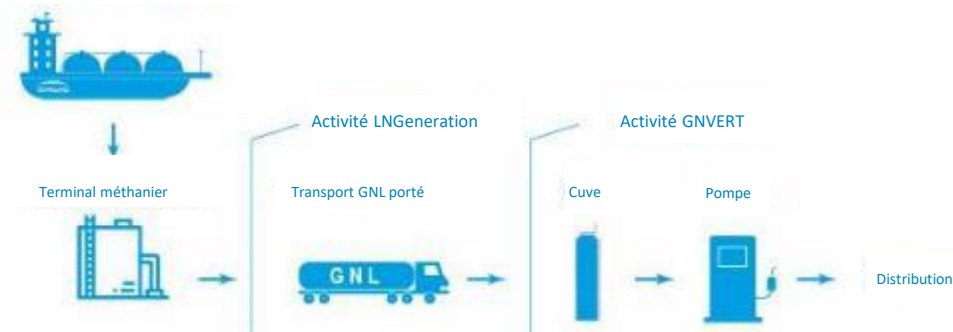 Activité LNGeneration
Activité GNVERT
Terminal méthanier
Transport GNL porté
Cuve
Pompe
GNL
Distribution